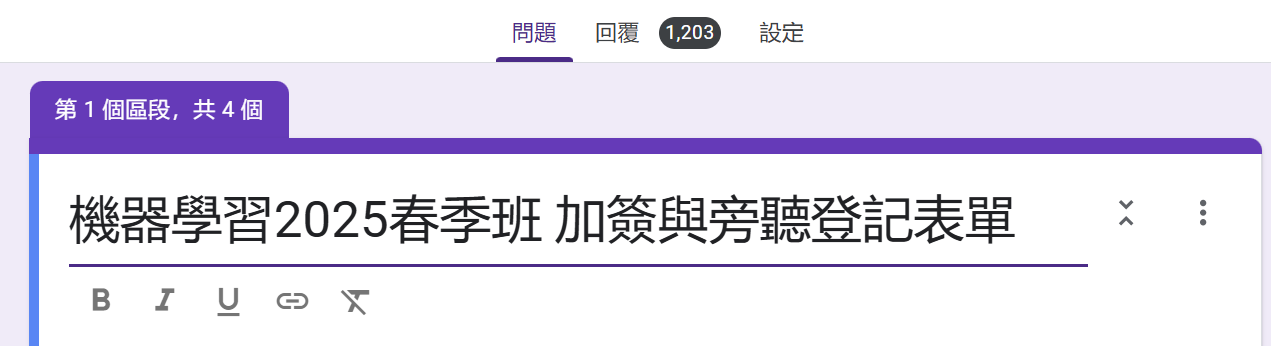 問題 回覆 1,203 設定
第 1 個區段，共 4 個
機器學習2025春季班 加簽與旁聽登記表單
B I U